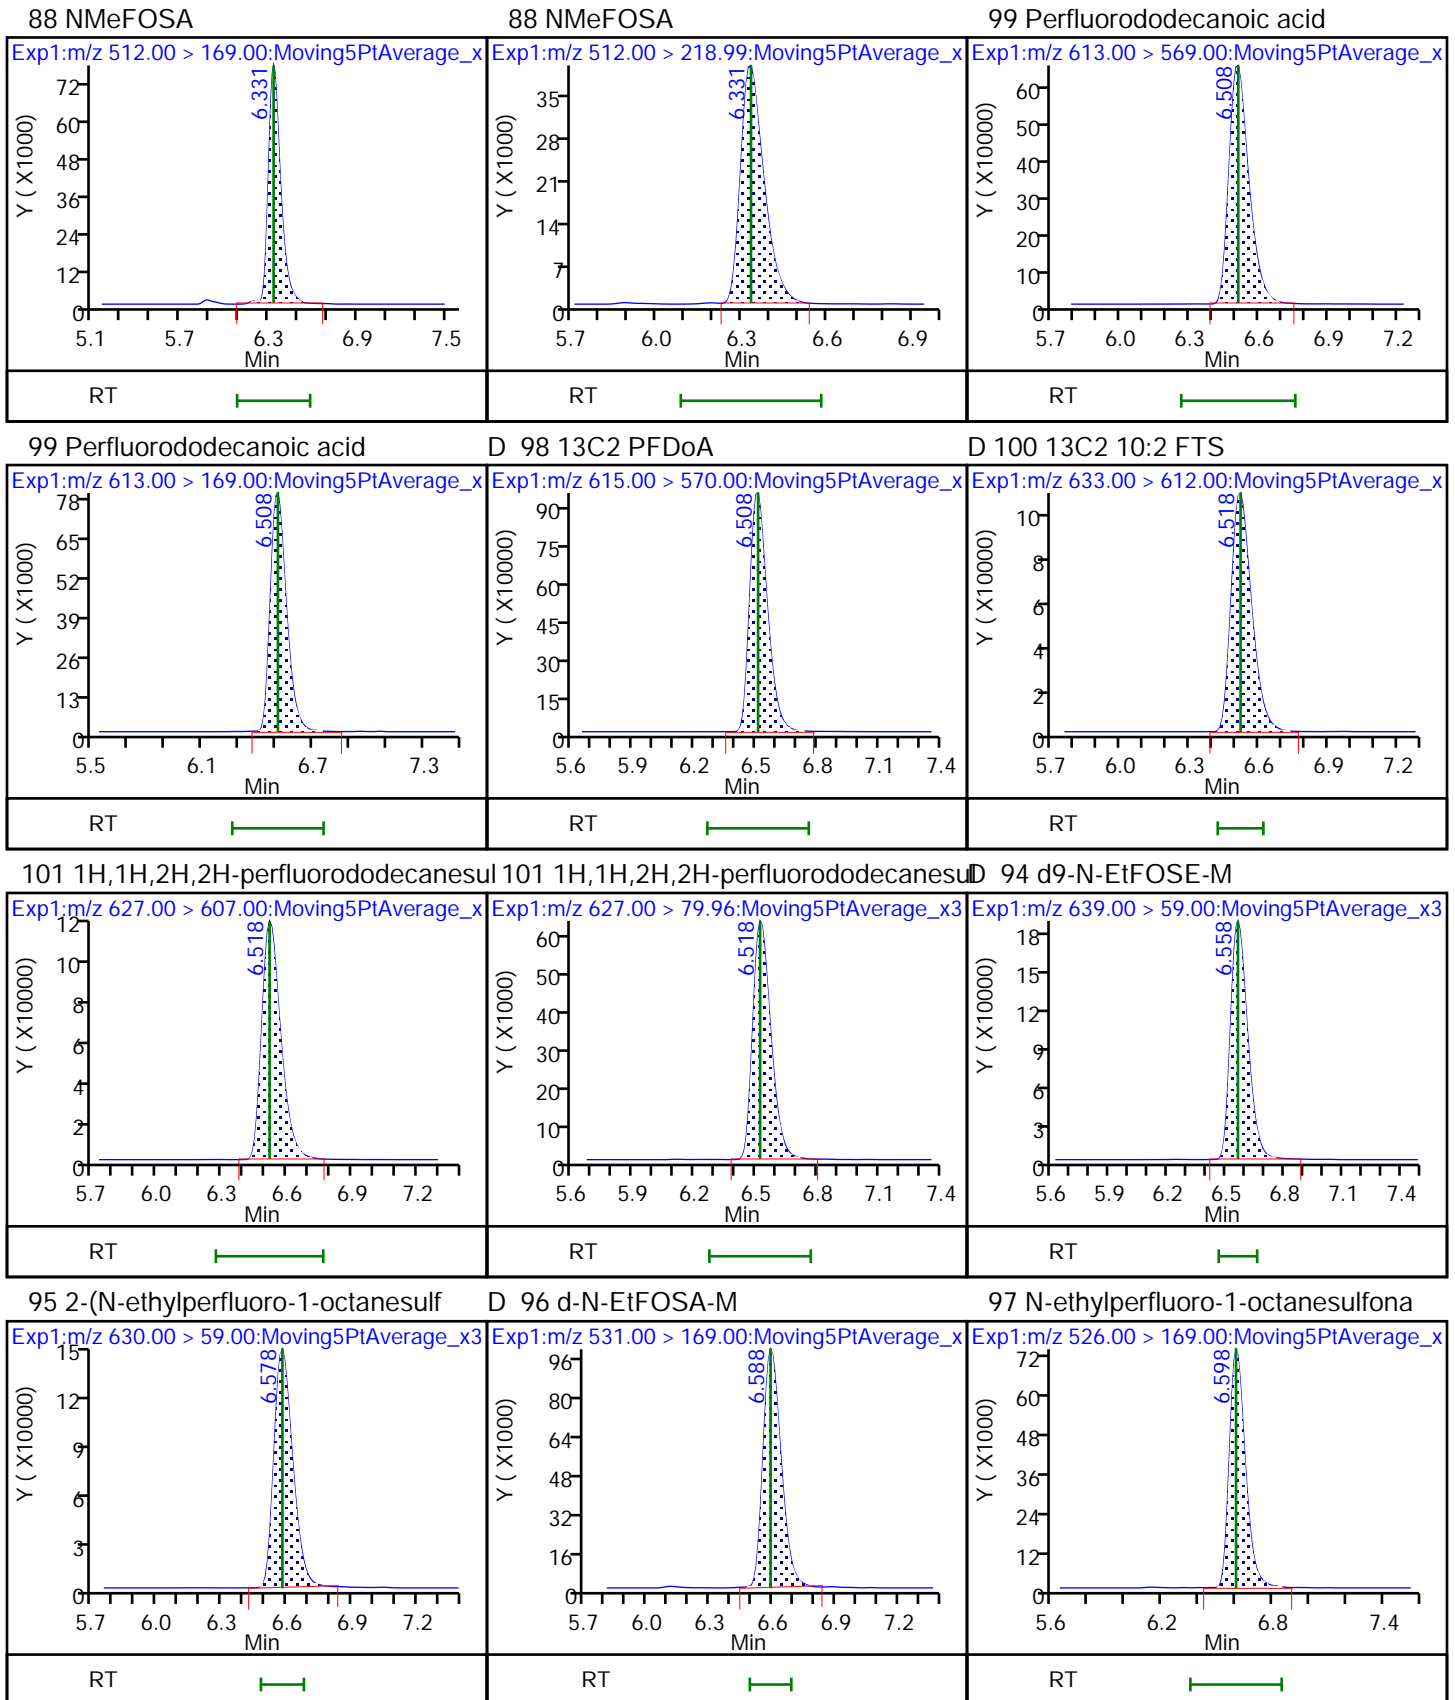 88 NMeFOSA
Exp1:m/z 512.00 > 169.00:Moving5PtAverage_x
Y ( X1000)
72
60
48
36
24
12
0
6.331
5.1 5.7 6.3 6.9 7.5
Min
RT
88 NMeFOSA
Exp1:m/z 512.00 > 218.99:Moving5PtAverage_x
Y ( X1000)
35
28
21
14
7
0
6.331
5.7 6.0 6.3 6.6 6.9
Min
RT
99 Perfluorododecanoic acid
Exp1:m/z 613.00 > 569.00:Moving5PtAverage_x
Y ( X10000)
60
50
40
30
20
10
0
6.508
5.7 6.0 6.3 6.6 6.9 7.2
Min
RT
99 Perfluorododecanoic acid
Exp1:m/z 613.00 > 169.00:Moving5PtAverage_x
Y ( X1000)
78
65
52
39
26
13
0
6.508
5.5 6.1 6.7 7.3
Min
RT
D 98 13C2 PFDoA
Exp1:m/z 615.00 > 570.00:Moving5PtAverage_x
Y ( X10000)
90
75
60
45
30
15
0
6.508
5.6 5.9 6.2 6.5 6.8 7.1 7.4
Min
RT
D 100 13C2 10:2 FTS
Exp1:m/z 633.00 > 612.00:Moving5PtAverage_x
Y ( X10000)
10
8
6
4
2
0
6.518
5.7 6.0 6.3 6.6 6.9 7.2
Min
RT
101 1H,1H,2H,2H-perfluorododecanesul
Exp1:m/z 627.00 > 607.00:Moving5PtAverage_x
Y ( X10000)
12
10
8
6
4
2
0
6.518
5.7 6.0 6.3 6.6 6.9 7.2
Min
RT
101 1H,1H,2H,2H-perfluorododecanesul
Exp1:m/z 627.00 > 79.96:Moving5PtAverage_x3
Y ( X1000)
60
50
40
30
20
10
0
6.518
5.6 5.9 6.2 6.5 6.8 7.1 7.4
Min
RT
D 94 d9-N-EtFOSE-M
Exp1:m/z 639.00 > 59.00:Moving5PtAverage_x3
Y ( X10000)
18
15
12
9
6
3
0
6.558
5.6 5.9 6.2 6.5 6.8 7.1 7.4
Min
RT
95 2-(N-ethylperfluoro-1-octanesulf
Exp1:m/z 630.00 > 59.00:Moving5PtAverage_x3
Y ( X10000)
15
12
9
6
3
0
6.578
5.7 6.0 6.3 6.6 6.9 7.2
Min
RT
D 96 d-N-EtFOSA-M
Exp1:m/z 531.00 > 169.00:Moving5PtAverage_x
Y ( X1000)
96
80
64
48
32
16
0
6.588
5.7 6.0 6.3 6.6 6.9 7.2
Min
RT
97 N-ethylperfluoro-1-octanesulfona
Exp1:m/z 526.00 > 169.00:Moving5PtAverage_x
Y ( X1000)
72
60
48
36
24
12
0
6.598
5.6 6.2 6.8 7.4
Min
RT